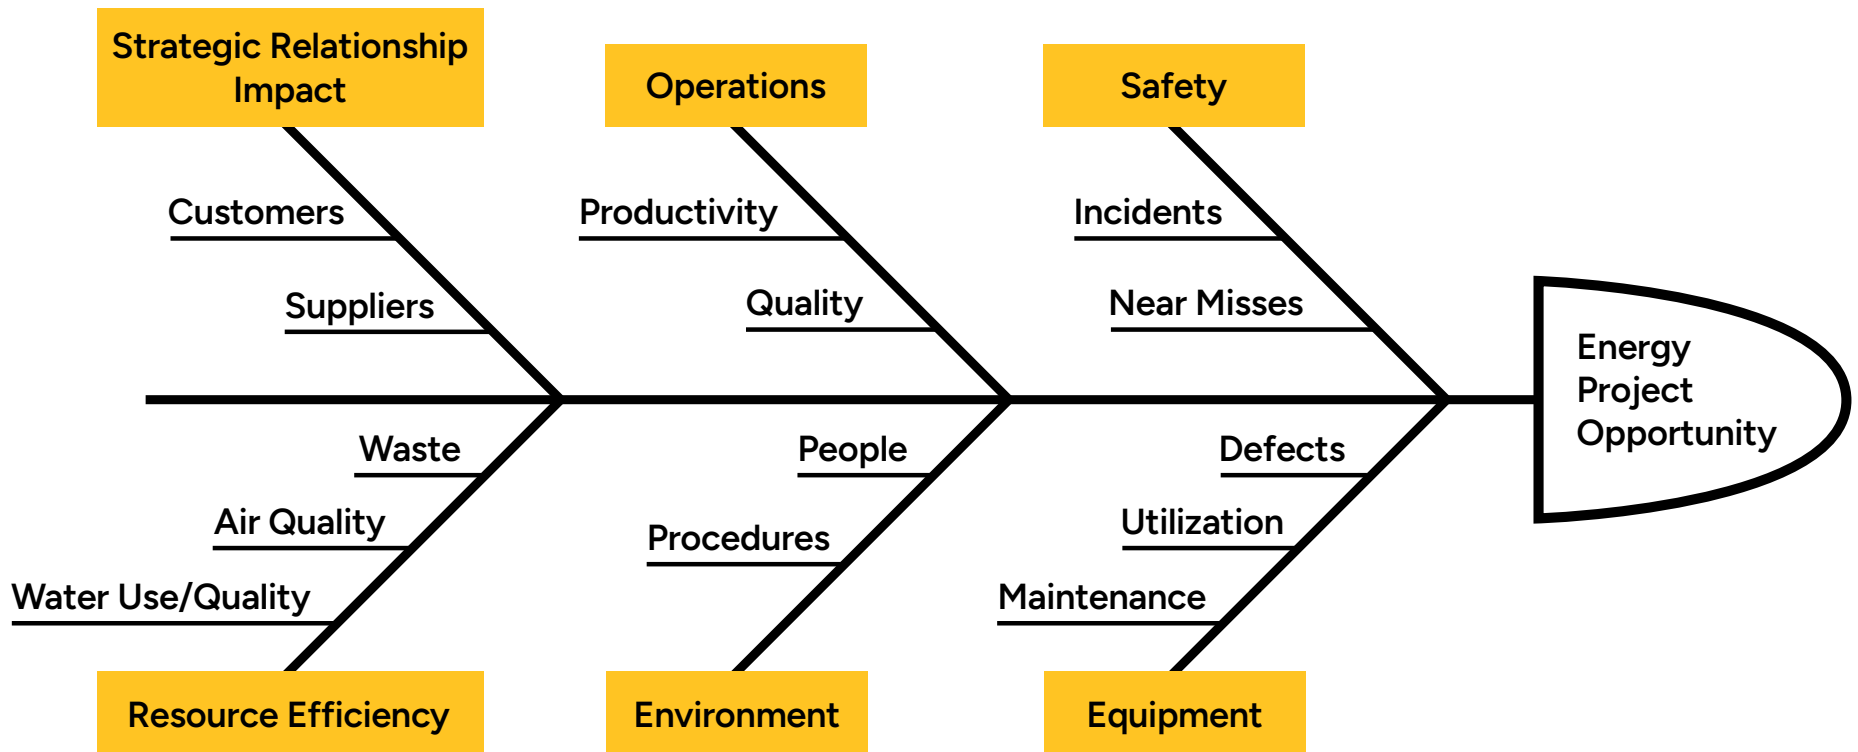 Strategic Relationship
Impact
Operations
Safety
Customers
Productivity
Incidents
Suppliers
Quality
Near Misses
Energy
Project
Opportunity
Waste
People
Defects
Air Quality
Procedures
Utilization
Water Use/Quality
Maintenance
Resource Efficiency
Environment
Equipment